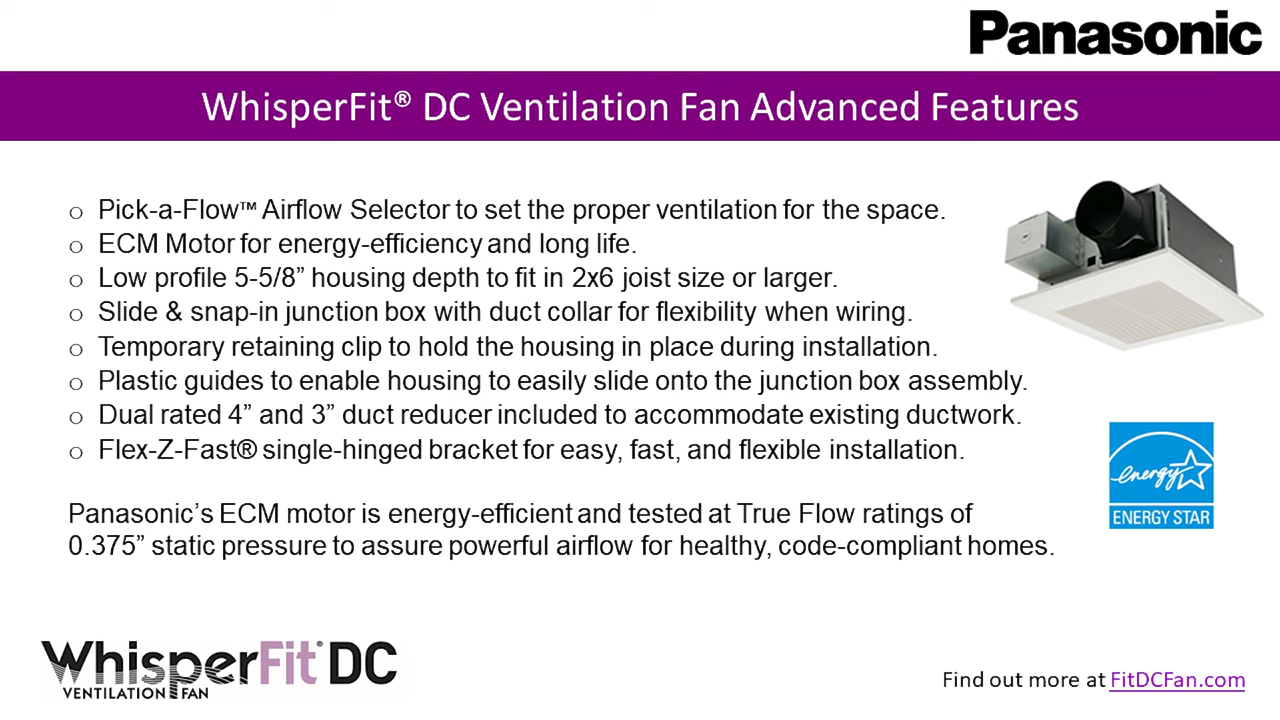 Panasonic
WhisperFit® DC Ventilation Fan Advanced Features
o Pick-a-Flow™ Airflow Selector to set the proper ventilation for the space.
o ECM Motor for energy-efficiency and long life.
o Low profile 5-5/8” housing depth to fit in 2x6 joist size or larger.
o Slide & snap-in junction box with duct collar for flexibility when wiring.
o Temporary retaining clip to hold the housing in place during installation.
o Plastic guides to enable housing to easily slide onto the junction box assembly.
o Dual rated 4” and 3” duct reducer included to accommodate existing ductwork.
o Flex-Z-Fast® single-hinged bracket for easy, fast, and flexible installation.
energy
ENERGY STAR
Panasonic’s ECM motor is energy-efficient and tested at True Flow ratings of
0.375” static pressure to assure powerful airflow for healthy, code-compliant homes.
WhisperFit® DC
VENTILATION FAN
Find out more at FitDCFan.com